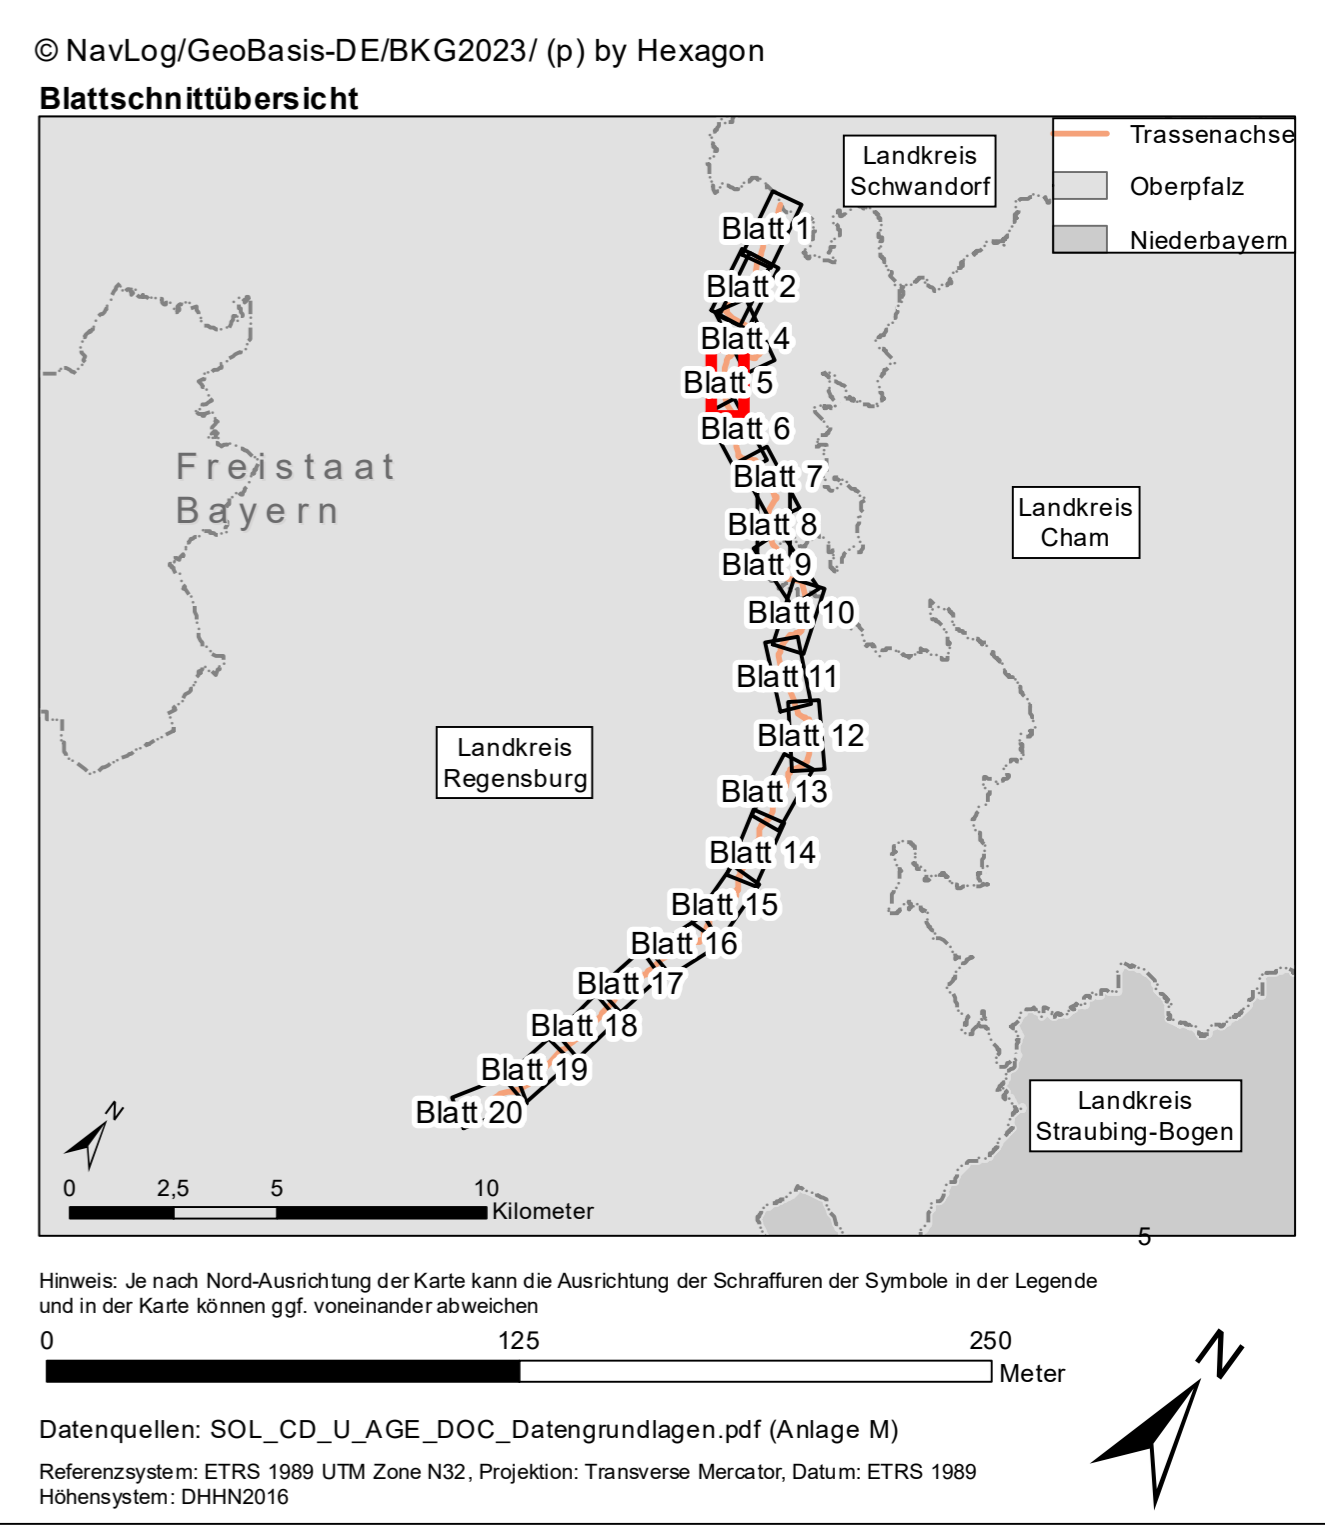 © NavLog/GeoBasis-DE/BKG2023/ (p) by Hexagon
Blattschnittübersicht
Trassenachse
Oberpfalz
Niederbayern
Landkreis
Schwandorf
Blatt 1
Blatt 2
Blatt 4
Blatt 5
Blatt 6
Freistaat
Bayern
Blatt 7
Blatt 8
Landkreis
Cham
Blatt 9
Blatt 10
Blatt 11
Blatt 12
Landkreis
Regensburg
Blatt 13
Blatt 14
Blatt 15
Blatt 16
Blatt 17
Blatt 18
Blatt 19
Blatt 20
Landkreis
Straubing-Bogen
N
0 2,5 5 10
Kilometer
5
Hinweis: Je nach Nord-Ausrichtung der Karte kann die Ausrichtung der Schraffuren der Symbole in der Legende
und in der Karte können ggf. voneinander abweichen
0 125 250
Meter
N
Datenquellen: SOL_CD_U_AGE_DOC_Datengrundlagen.pdf (Anlage M)
Referenzsystem: ETRS 1989 UTM Zone N32, Projektion: Transverse Mercator, Datum: ETRS 1989
Höhensystem: DHHN2016